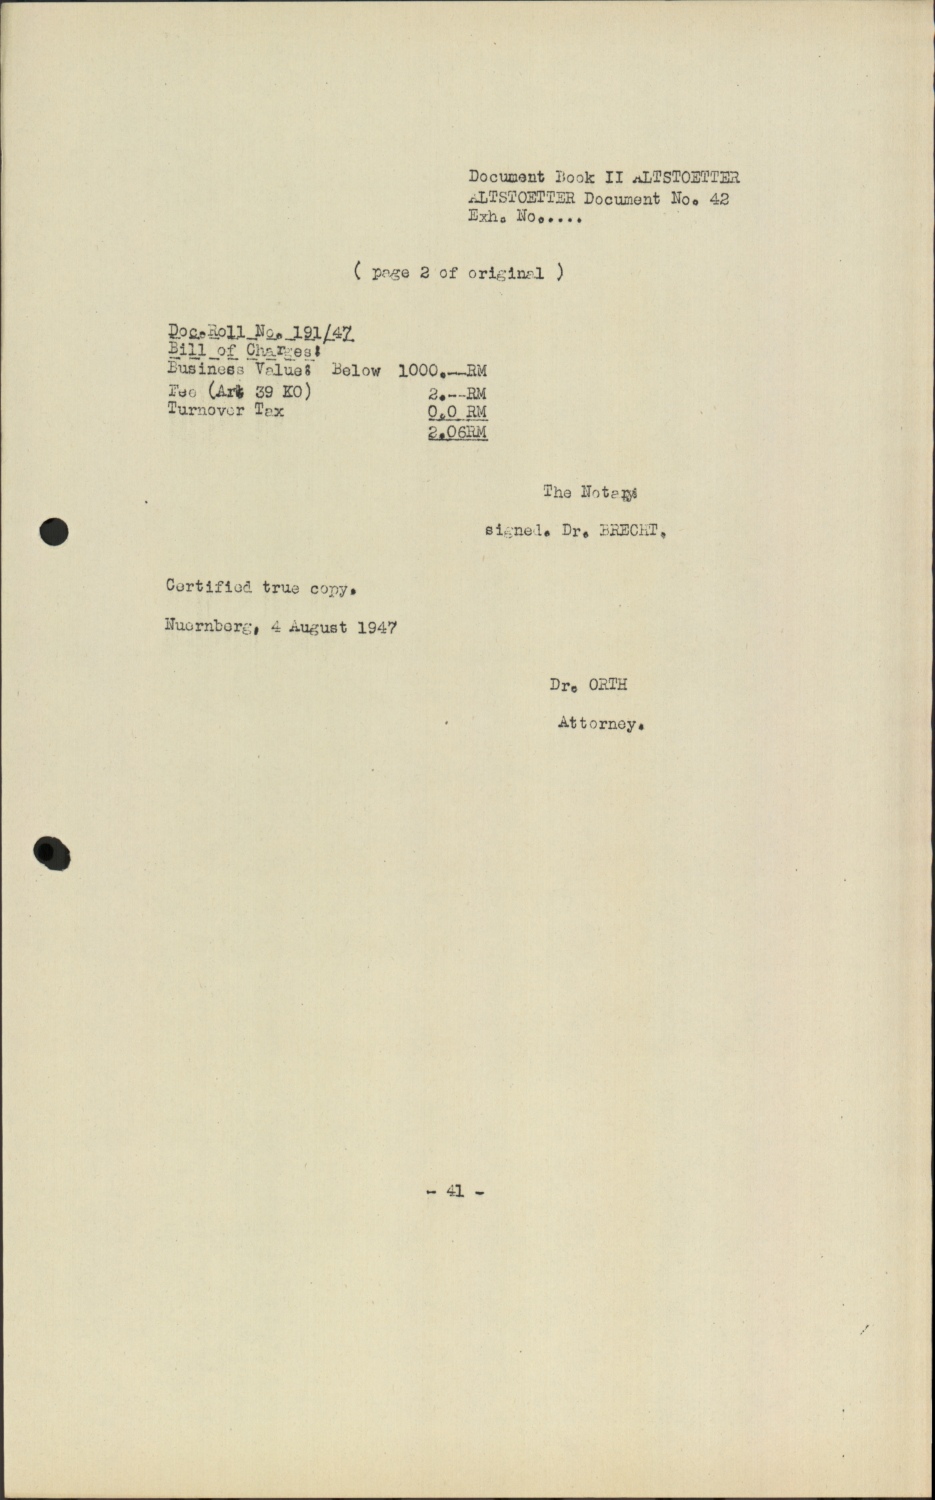 Document Book II ALTSTOETTER
ALTSTOETTER Document No. 42
Exh. No.....
( page 2 of original )
Doc.Roll No. 191/47
Bill of Charges:
Business Value: Below 1000.--RM
Fee (Art 39 KO) 2.--RM
Turnover Tax 0,0 RM
2.06RM
The Notary:
signed. Dr. BRECHT.
Certified true copy.
Nuernberg, 4 August 1947
Dr. ORTH
Attorney.
- 41 -